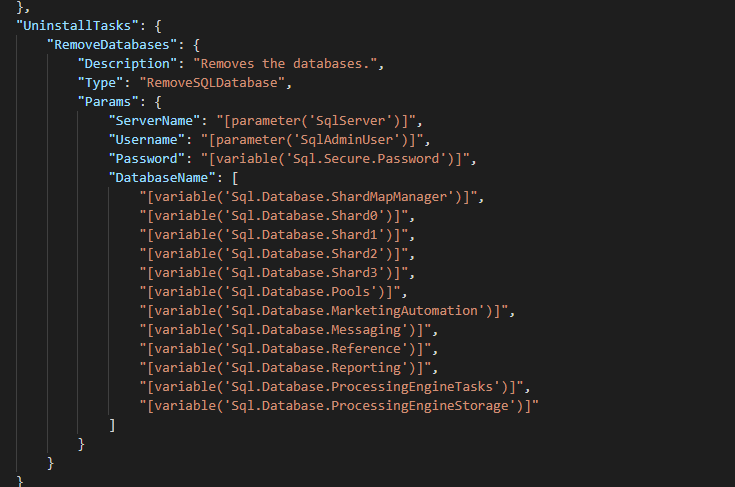 },
"UninstallTasks": {
"RemoveDatabases": {
"Description": "Removes the databases.",
"Type": "RemoveSQLDatabase",
"Params": {
"ServerName": "[parameter('SqlServer')]",
"Username": "[parameter('SqlAdminUser')]",
"Password": "[variable('Sql.Secure.Password')]",
"DatabaseName": [
"[variable('Sql.Database.ShardMapManager')]",
"[variable('Sql.Database.Shard0')]",
"[variable('Sql.Database.Shard1')]",
"[variable('Sql.Database.Shard2')]",
"[variable('Sql.Database.Shard3')]",
"[variable('Sql.Database.Pools')]",
"[variable('Sql.Database.MarketingAutomation')]",
"[variable('Sql.Database.Messaging')]",
"[variable('Sql.Database.Reference')]",
"[variable('Sql.Database.Reporting')]",
"[variable('Sql.Database.ProcessingEngineTasks')]",
"[variable('Sql.Database.ProcessingEngineStorage')]"
]
}
}
}